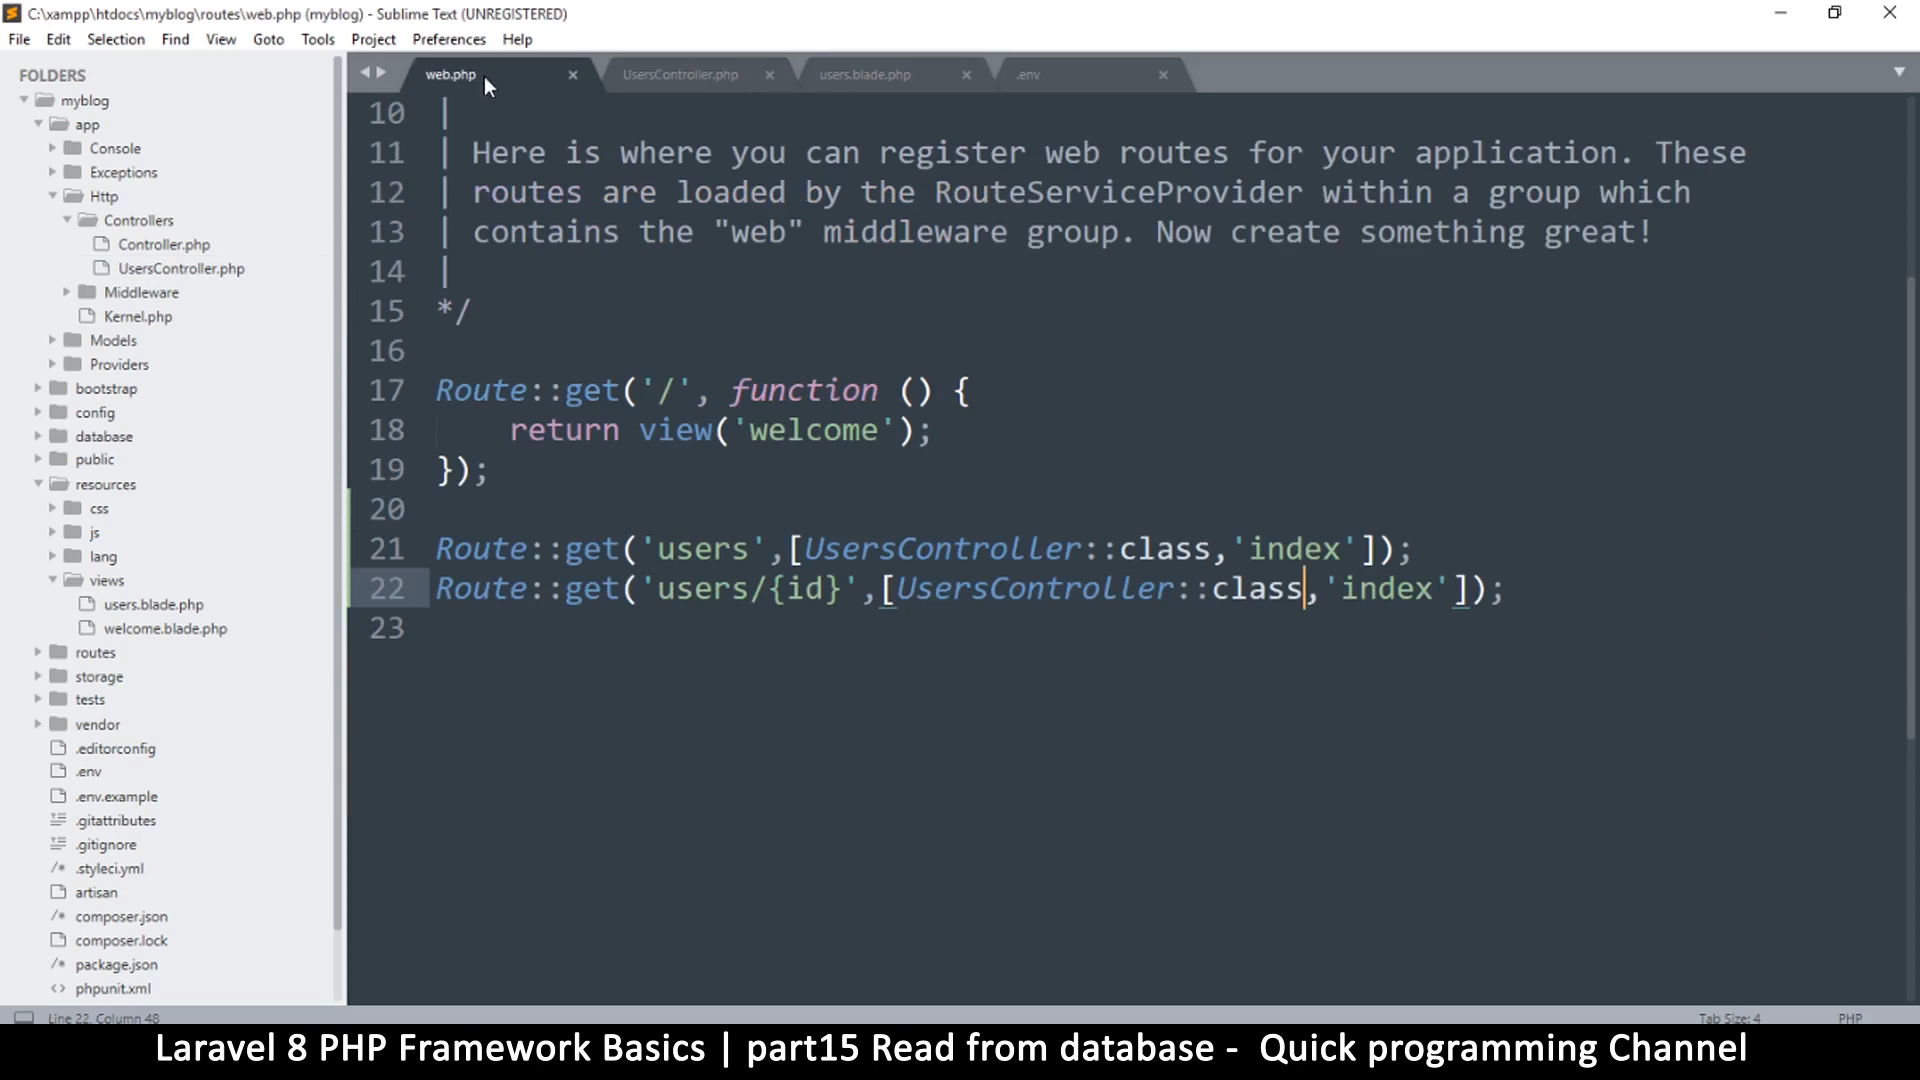 C:\xampp\htdocs\myblog\routes\web.php (myblog) - Sublime Text (UNREGISTERED)
File Edit Selection Find View Goto Tools Project Preferences Help
FOLDERS
myblog
app
Console
Exceptions
Http
Controllers
Controller.php
UsersController.php
Middleware
Kernel.php
Models
Providers
bootstrap
config
database
public
resources
css
js
lang
views
users.blade.php
welcome.blade.php
routes
storage
tests
vendor
.editorconfig
.env
.env.example
.gitattributes
.gitignore
/* .styleci.yml
artisan
/* composer.json
composer.lock
/* package.json
<> phpunit.xml
web.php UsersController.php users.blade.php .env
10 |
11 | Here is where you can register web routes for your application. These
12 | routes are loaded by the RouteServiceProvider within a group which
13 | contains the "web" middleware group. Now create something great!
14 |
15 */
16
17 Route::get('/', function () {
18     return view('welcome');
19 });
20
21 Route::get('users',[UsersController::class,'index']);
22 Route::get('users/{id}',[UsersController::class,'index']);
23
Line 22, Column 48 Tab Size: 4 PHP
Laravel 8 PHP Framework Basics | part15 Read from database - Quick programming Channel